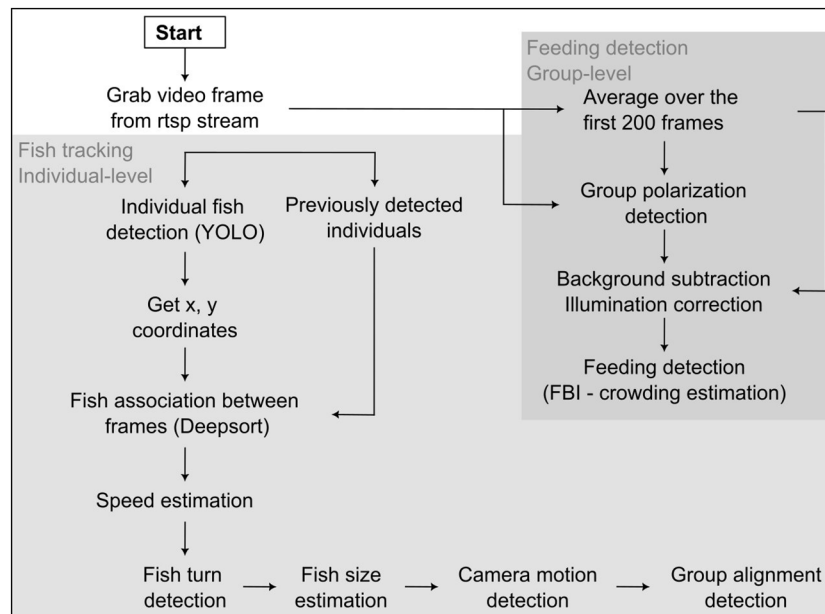 Start
Grab video frame
from rtsp stream
Feeding detection
Group-level
Average over the
first 200 frames
Group polarization
detection
Background subtraction
Illumination correction
Feeding detection
(FBI - crowding estimation)
Fish tracking
Individual-level
Individual fish
detection (YOLO)
Previously detected
individuals
Get x, y
coordinates
Fish association between
frames (Deepsort)
Speed estimation
Fish turn
detection
Fish size
estimation
Camera motion
detection
Group alignment
detection